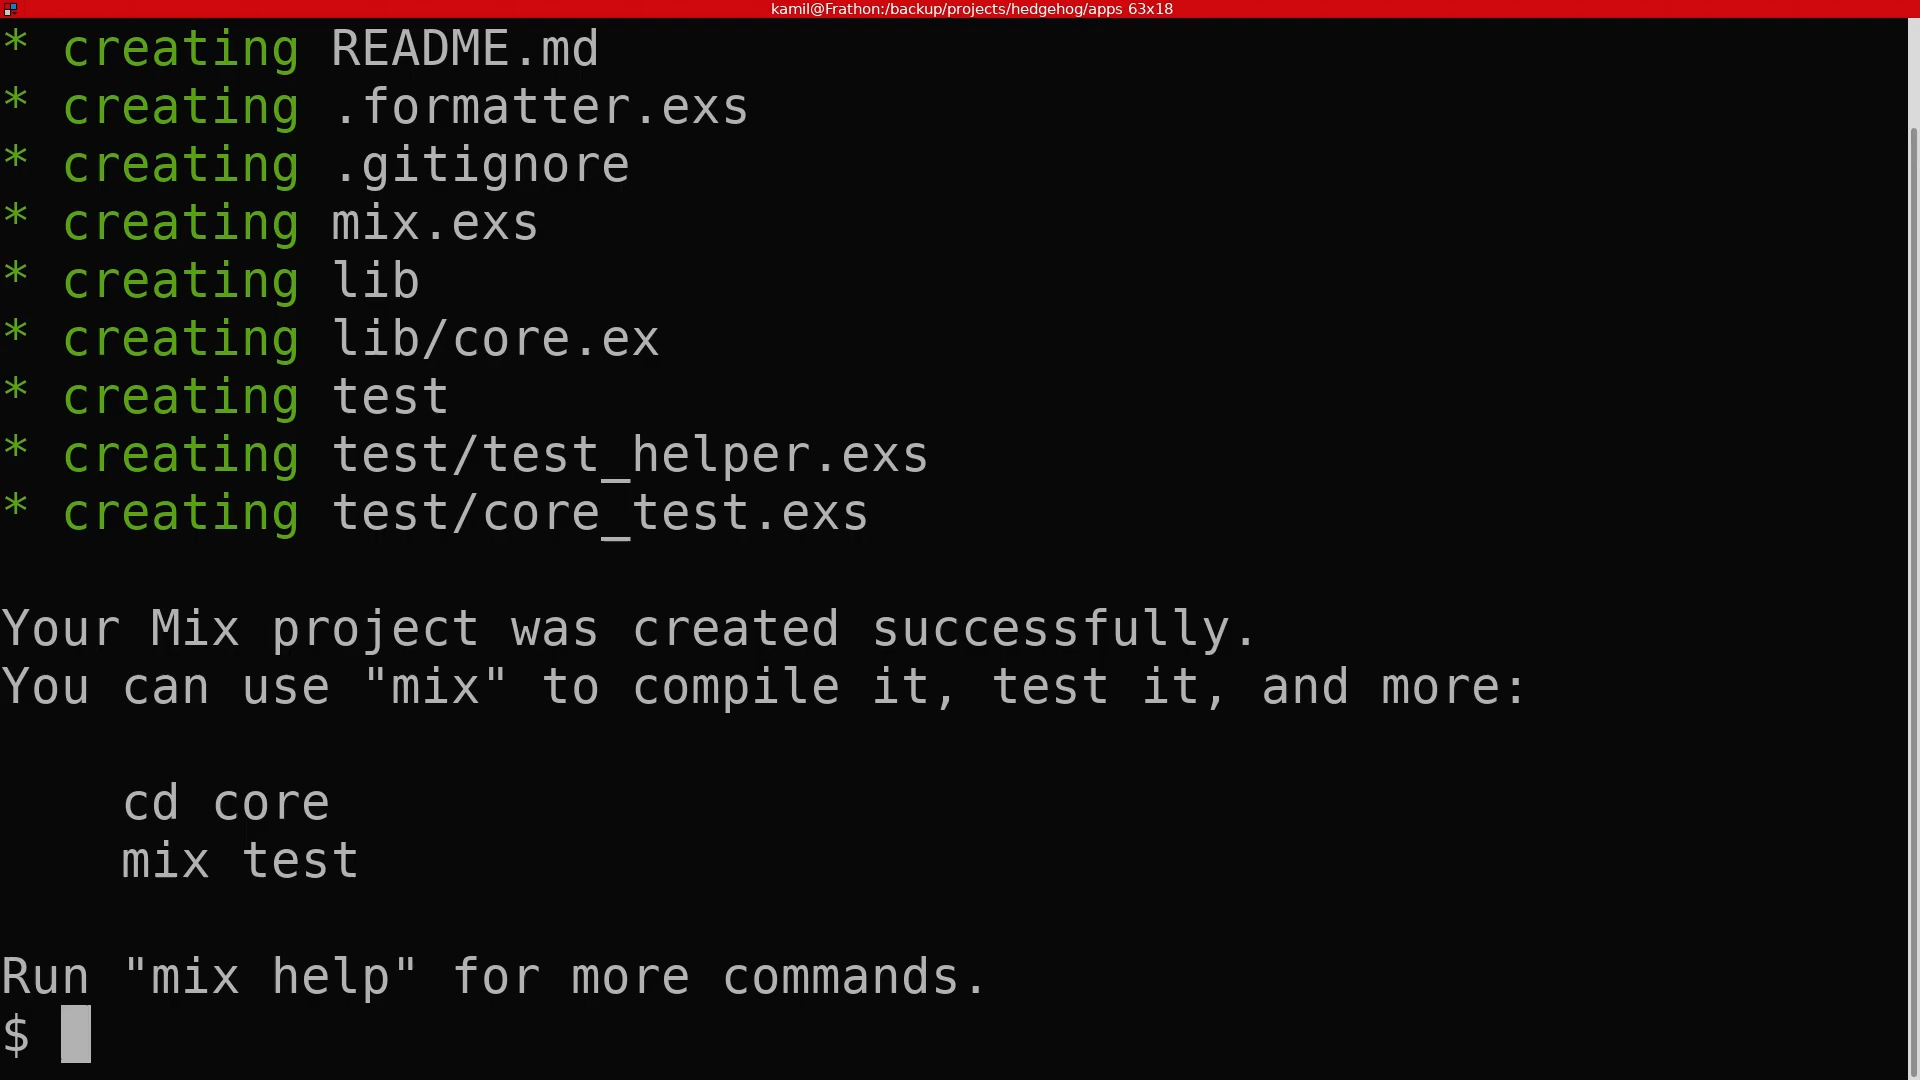 kamil@Frathon:/backup/projects/hedgehog/apps 63x18
* creating README.md
* creating .formatter.exs
* creating .gitignore
* creating mix.exs
* creating lib
* creating lib/core.ex
* creating test
* creating test/test_helper.exs
* creating test/core_test.exs
Your Mix project was created successfully.
You can use "mix" to compile it, test it, and more:
cd core
mix test
Run "mix help" for more commands.
$